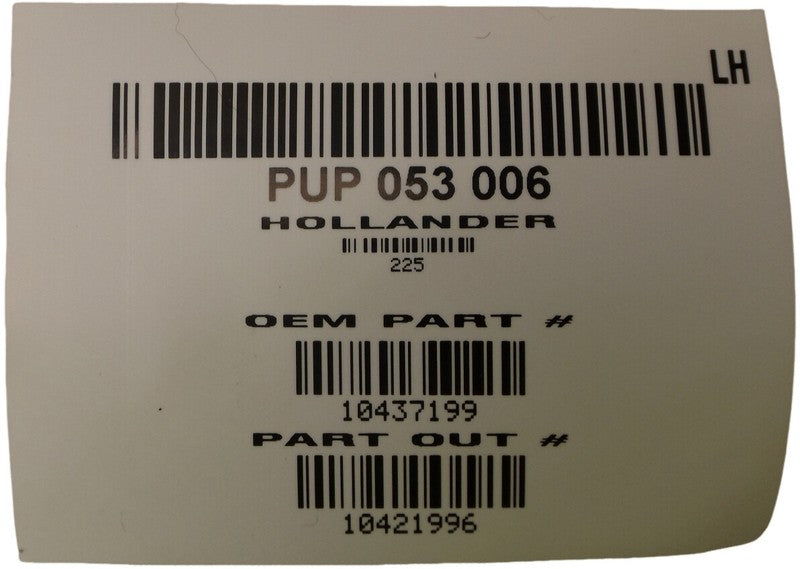 LH
PUP 053 006
HOLLANDER
225
OEM PART #
10437199
PART OUT #
10421996